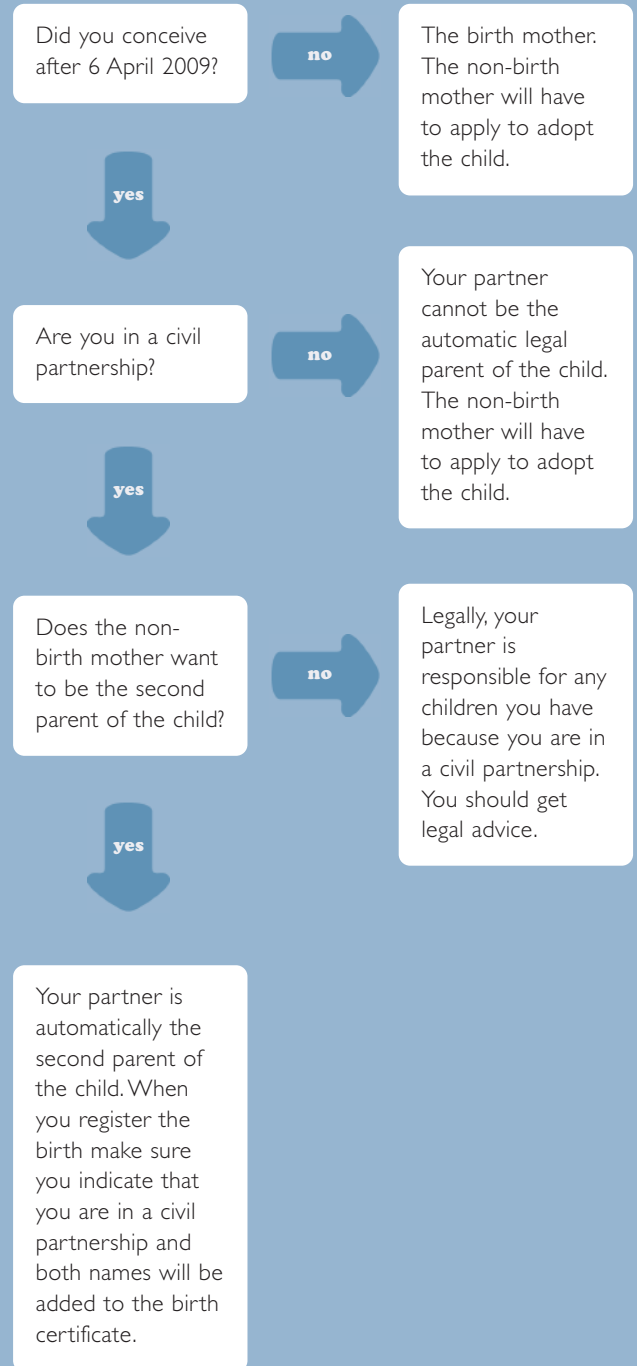 Did you conceive
after 6 April 2009?
no
The birth mother.
The non-birth
mother will have
to apply to adopt
the child.
yes
Are you in a civil
partnership?
no
Your partner
cannot be the
automatic legal
parent of the child.
The non-birth
mother will have
to apply to adopt
the child.
yes
Does the non-
birth mother want
to be the second
parent of the child?
no
Legally, your
partner is
responsible for any
children you have
because you are in
a civil partnership.
You should get
legal advice.
yes
Your partner is
automatically the
second parent of
the child. When
you register the
birth make sure
you indicate that
you are in a civil
partnership and
both names will be
added to the birth
certificate.